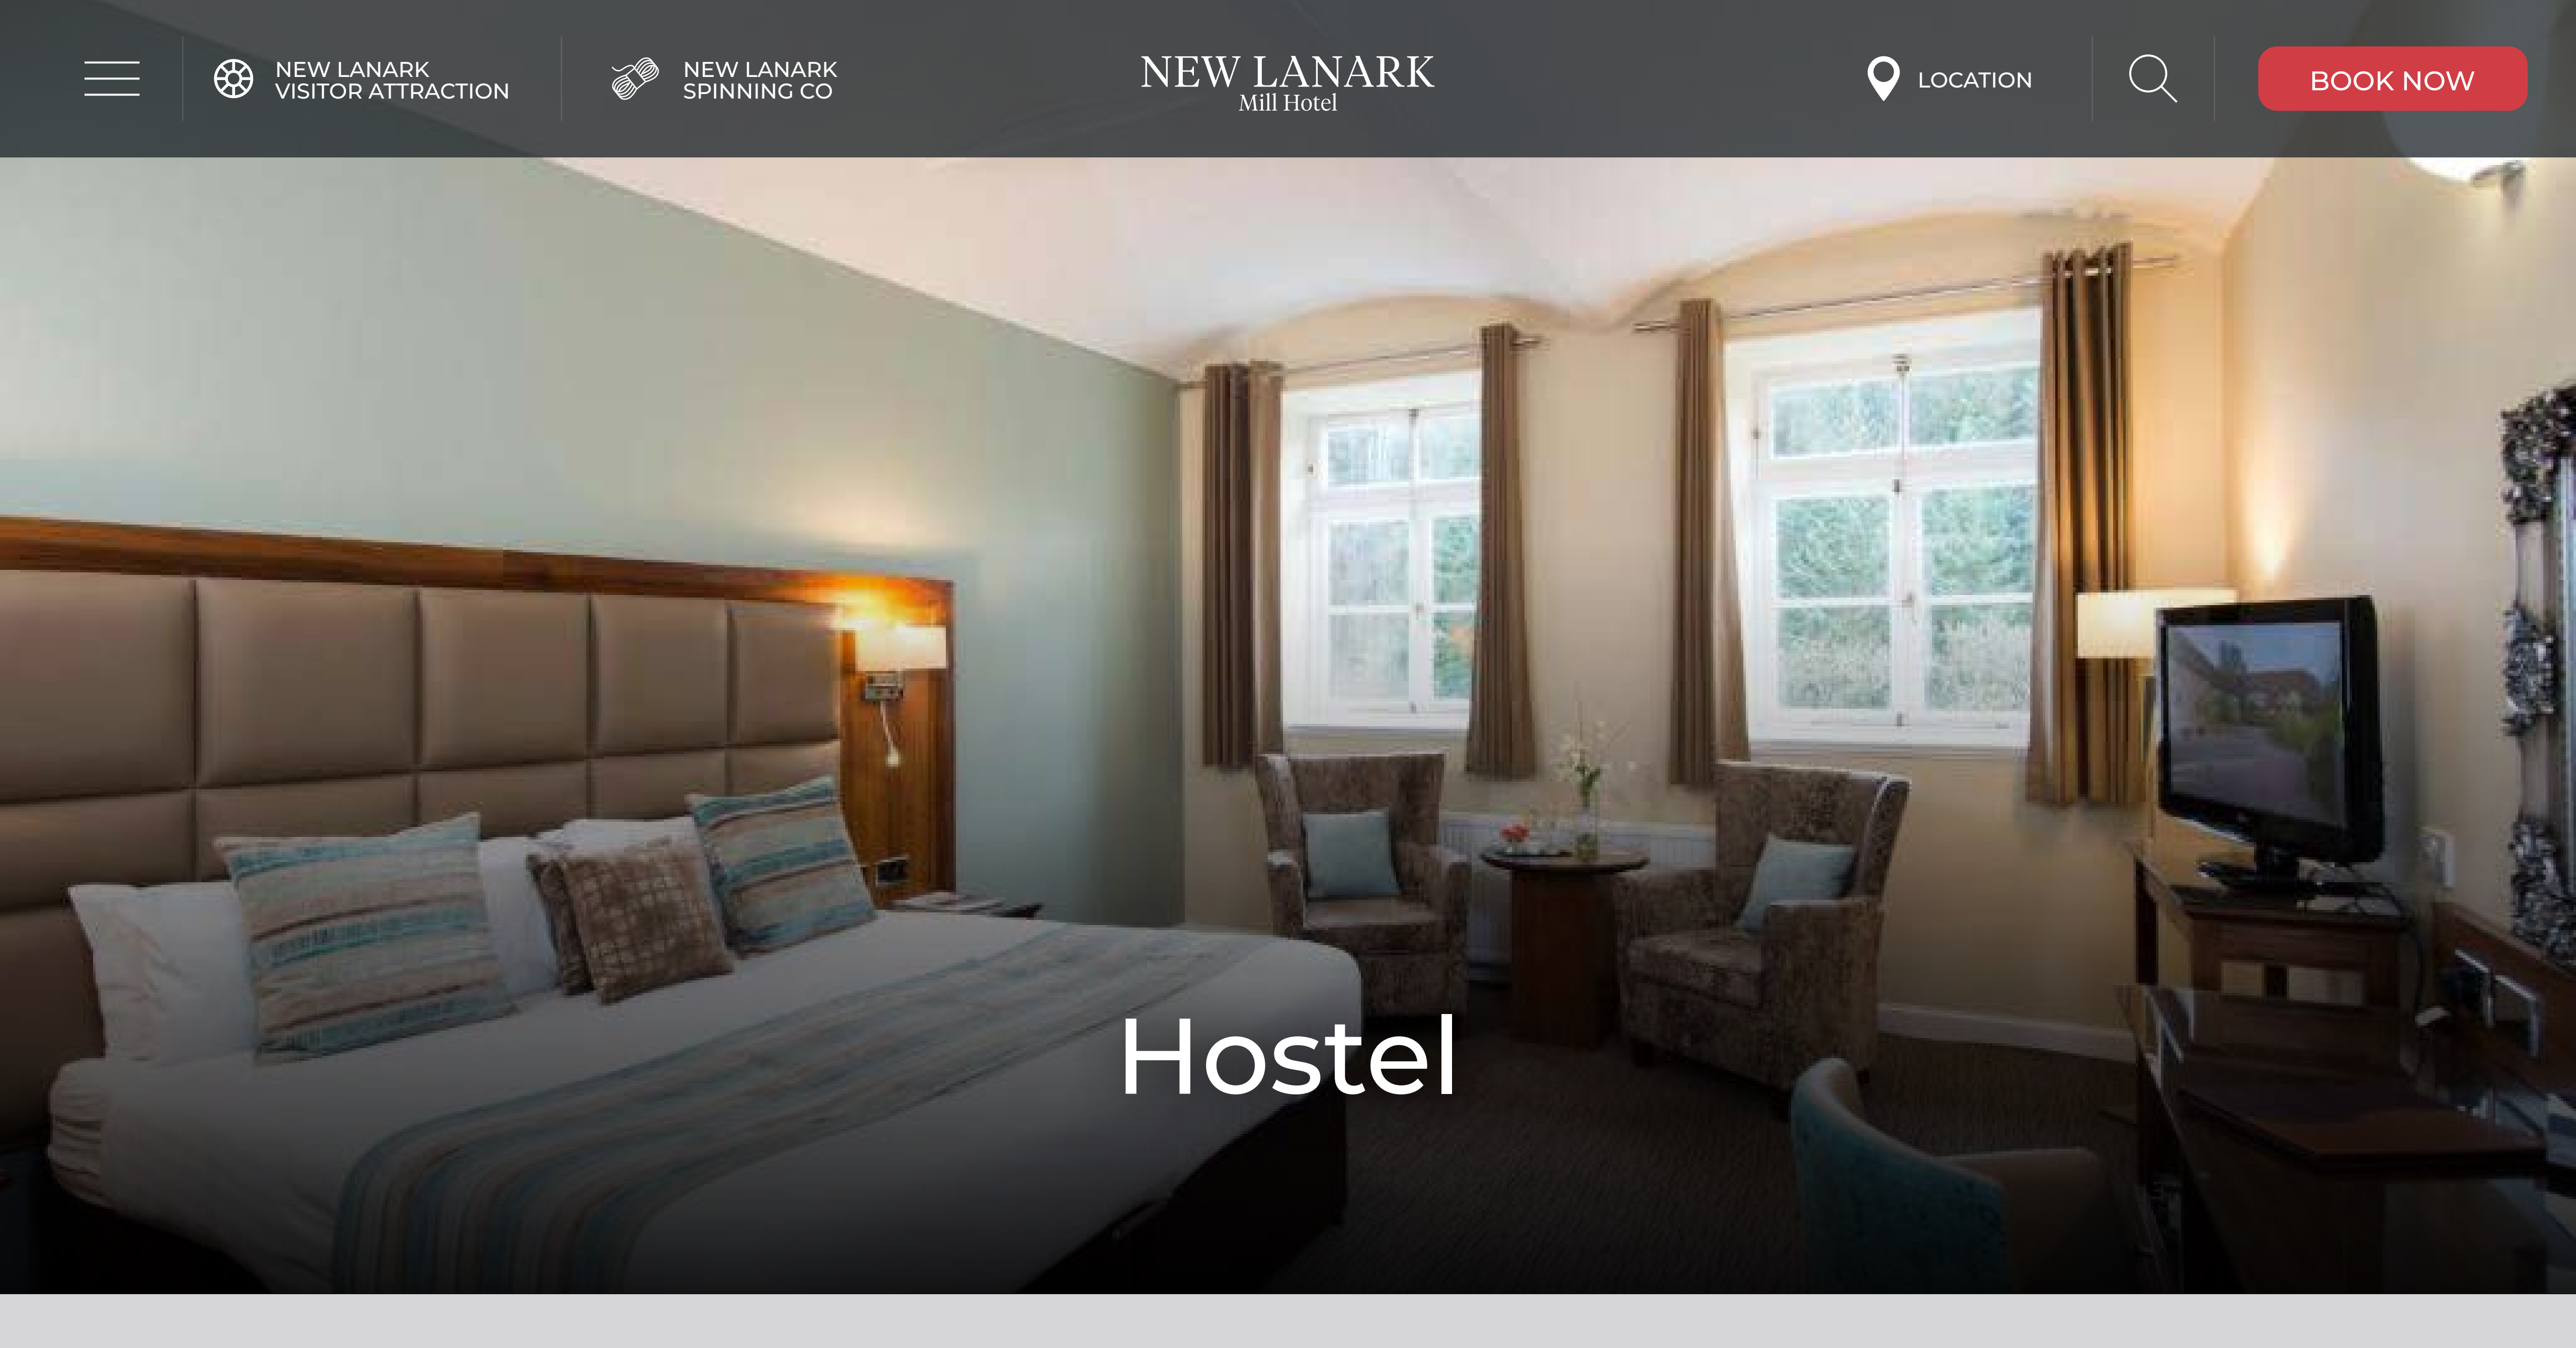 NEW LANARK
VISITOR ATTRACTION
NEW LANARK
SPINNING CO
NEW LANARK
Mill Hotel
LOCATION
BOOK NOW
Hostel